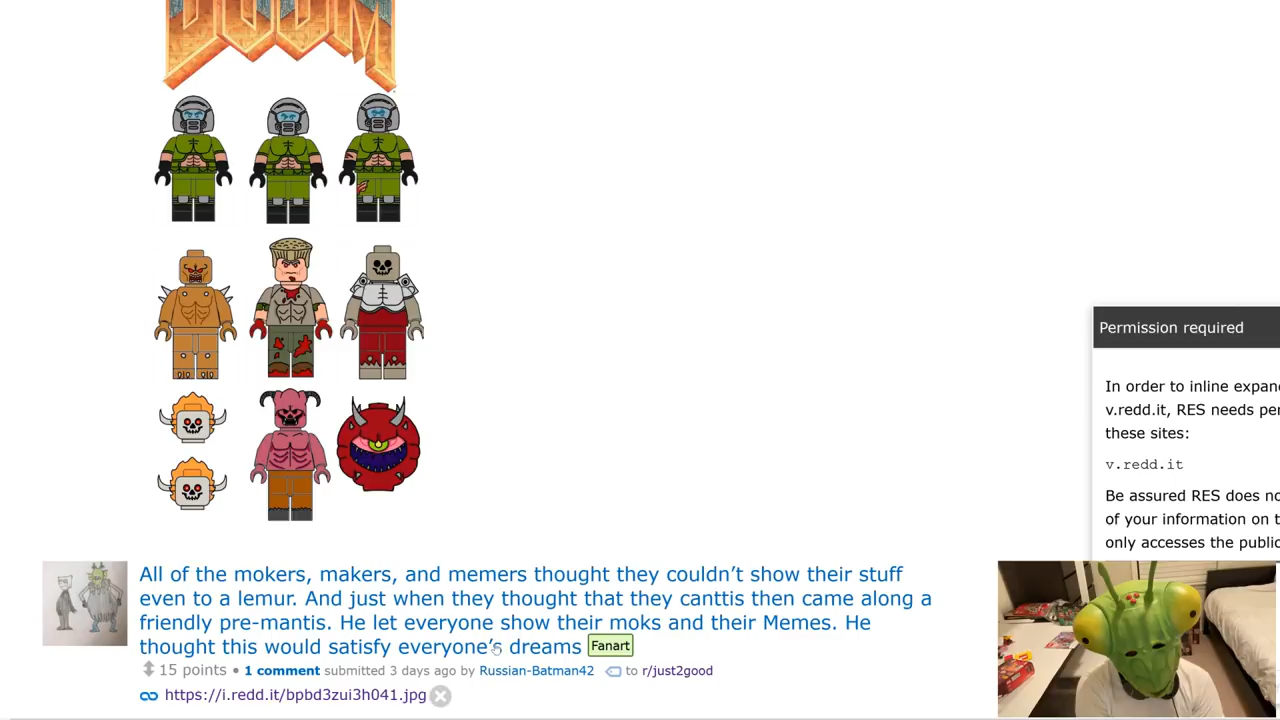 DOOM
Permission required
In order to inline expan
v.redd.it, RES needs per
these sites:
v.redd.it
Be assured RES does no
of your information on t
only accesses the public
All of the mokers, makers, and memers thought they couldn't show their stuff
even to a lemur. And just when they thought that they canttis then came along a
friendly pre-mantis. He let everyone show their moks and their Memes. He
thought this would satisfy everyone's dreams Fanart
15 points • 1 comment submitted 3 days ago by Russian-Batman42 to r/just2good
https://i.redd.it/bpbd3zui3h041.jpg